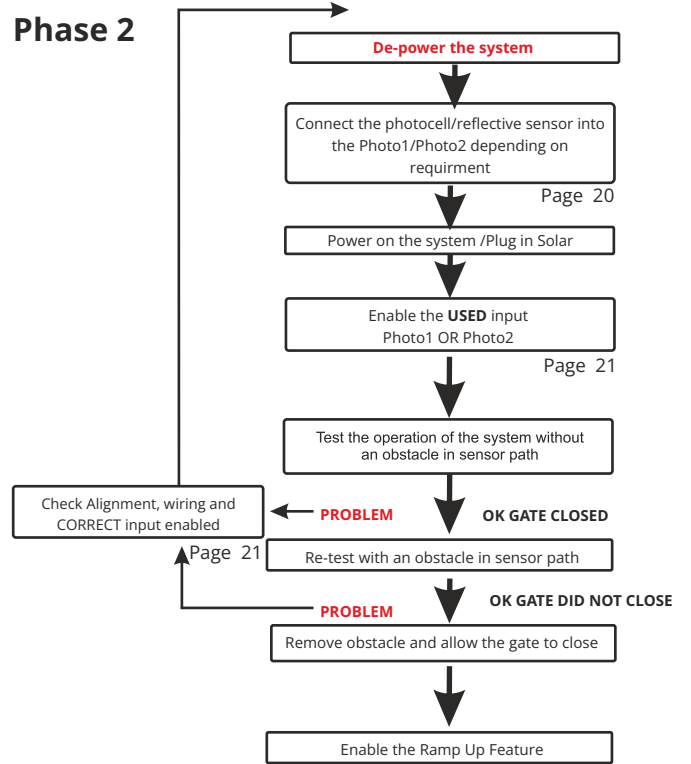 Phase 2
De-power the system
Connect the photocell/reflective sensor into
the Photo1/Photo2 depending on
requirment
Page 20
Power on the system /Plug in Solar
Enable the USED input
Photo1 OR Photo2
Page 21
Test the operation of the system without
an obstacle in sensor path
Check Alignment, wiring and
CORRECT input enabled
PROBLEM
OK GATE CLOSED
Page 21
Re-test with an obstacle in sensor path
PROBLEM
OK GATE DID NOT CLOSE
Remove obstacle and allow the gate to close
Enable the Ramp Up Feature